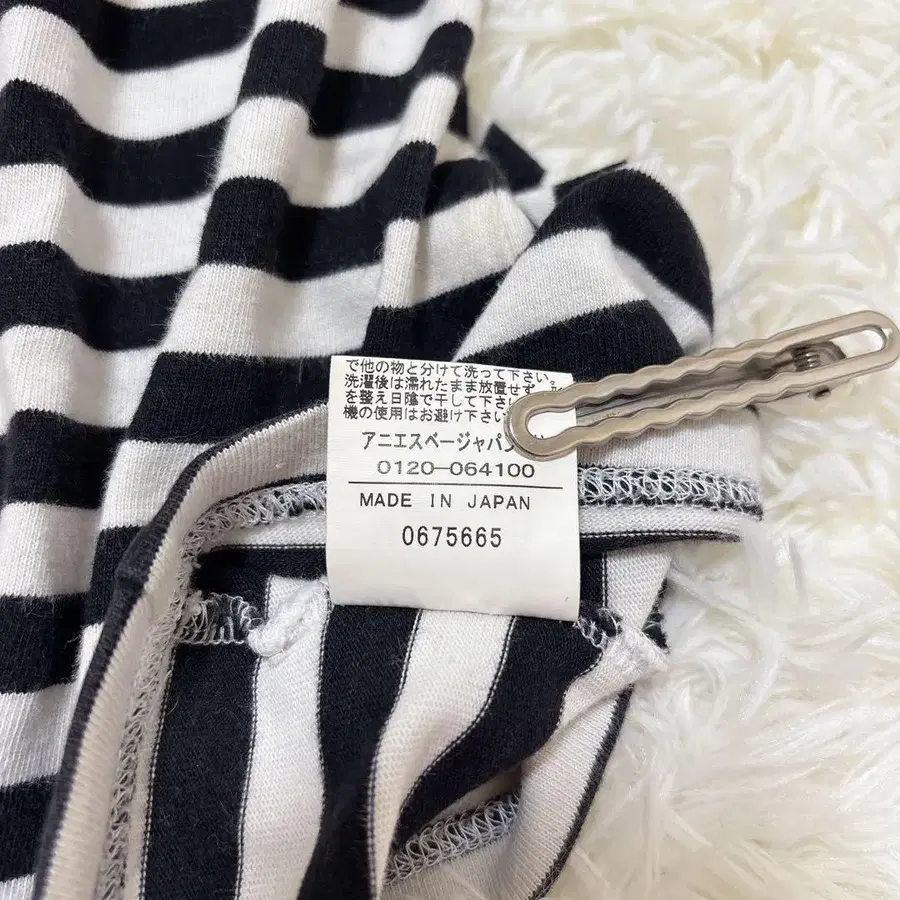 で他の物と分けて洗って下さい。
洗濯後は濡れたまま放置せず、
を整え日陰で干して下さ
機の使用はお避け下さ
アニエスベージャパ
0120-064100
MADE IN JAPAN
0675665